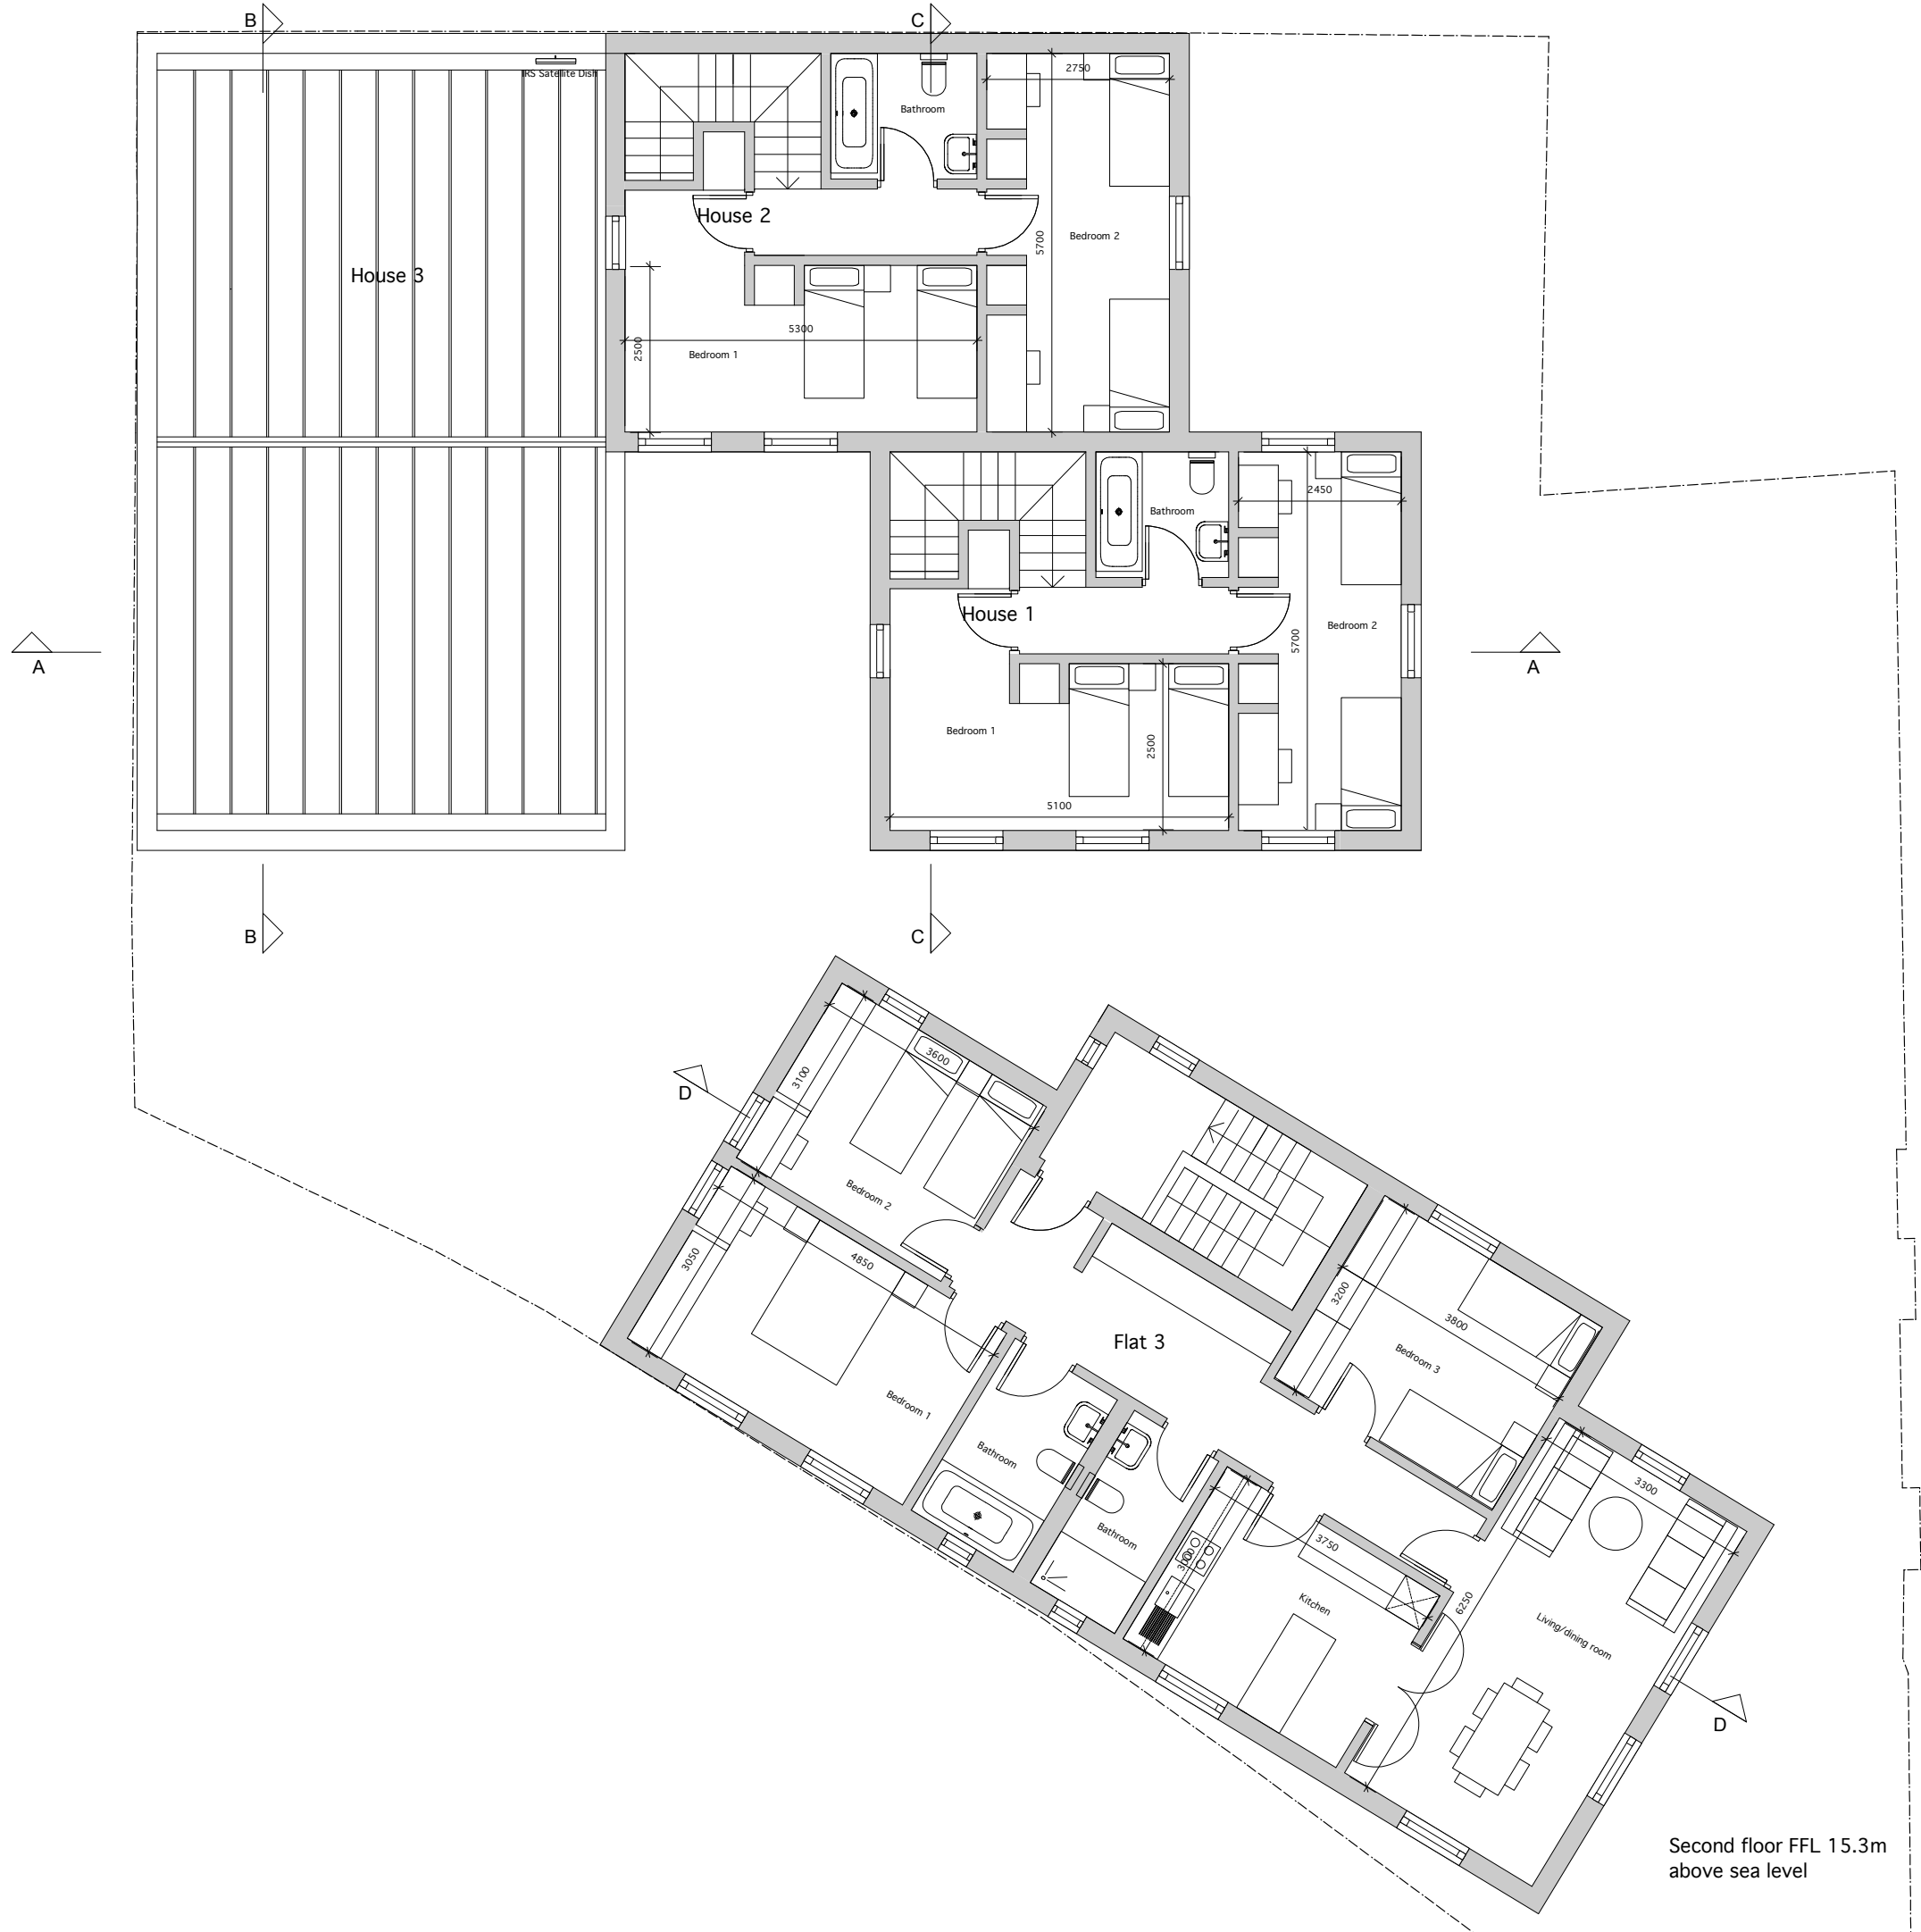 B
C
IRS Satellite Dish
2750
Bathroom
House 2
5700
Bedroom 2
House 3
5300
2500
Bedroom 1
2450
Bathroom
House 1
5700
Bedroom 2
A
A
Bedroom 1
2500
5100
B
C
D
3100
3600
Bedroom 2
3050
4850
Flat 3
3200
3800
Bedroom 3
Bedroom 1
Bathroom
3300
Bathroom
3000
3750
Kitchen
6250
Living/dining room
D
Second floor FFL 15.3m
above sea level